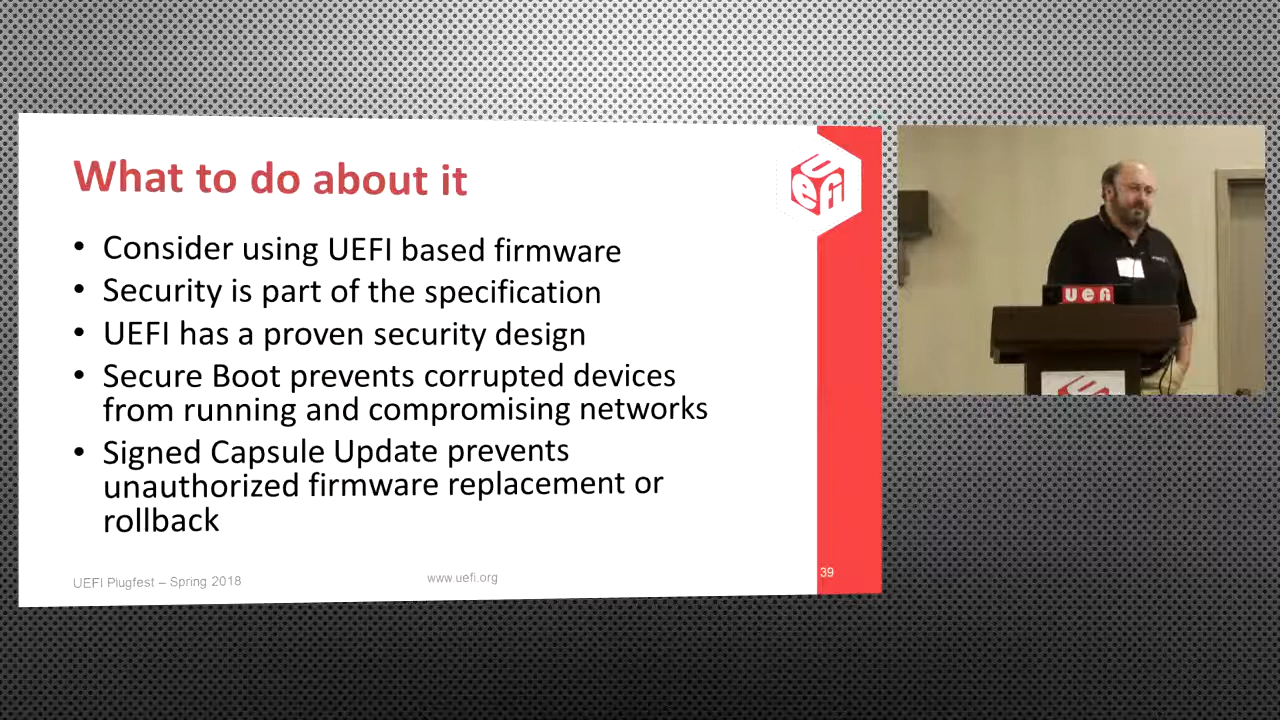 What to do about it
• Consider using UEFI based firmware
• Security is part of the specification
• UEFI has a proven security design
• Secure Boot prevents corrupted devices
from running and compromising networks
• Signed Capsule Update prevents
unauthorized firmware replacement or
rollback
UEFI Plugfest – Spring 2018
www.uefi.org
39
UEFI
UEFI